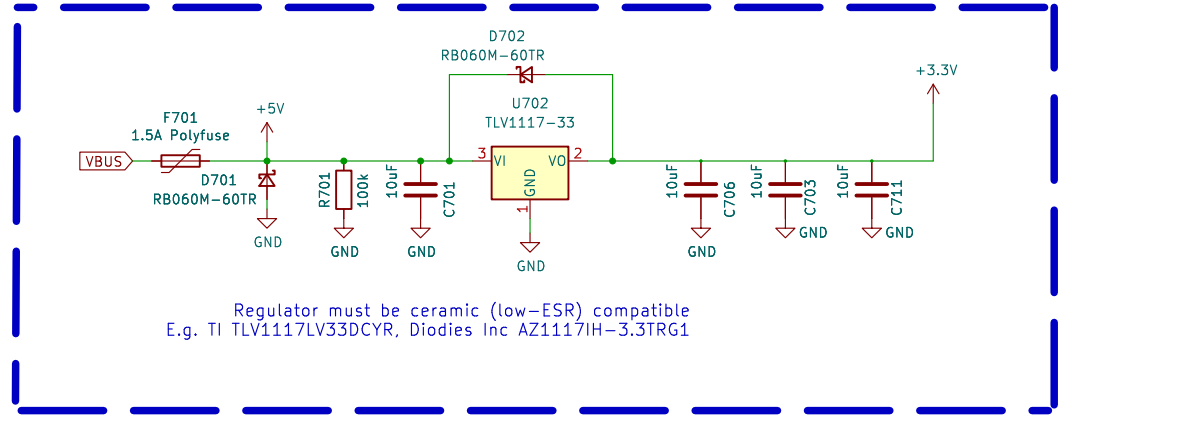 D702
RB060M-60TR
+3.3V
U702
TLV1117-33
+5V
F701
1.5A Polyfuse
VBUS
3
VI
VO
2
GND
1
D701
RB060M-60TR
R701
100k
10uF
C701
10uF
C706
10uF
C703
10uF
C711
GND
GND
GND
GND
GND
GND
GND
Regulator must be ceramic (low-ESR) compatible
E.g. TI TLV1117LV33DCYR, Diodies Inc AZ1117IH-3.3TRG1